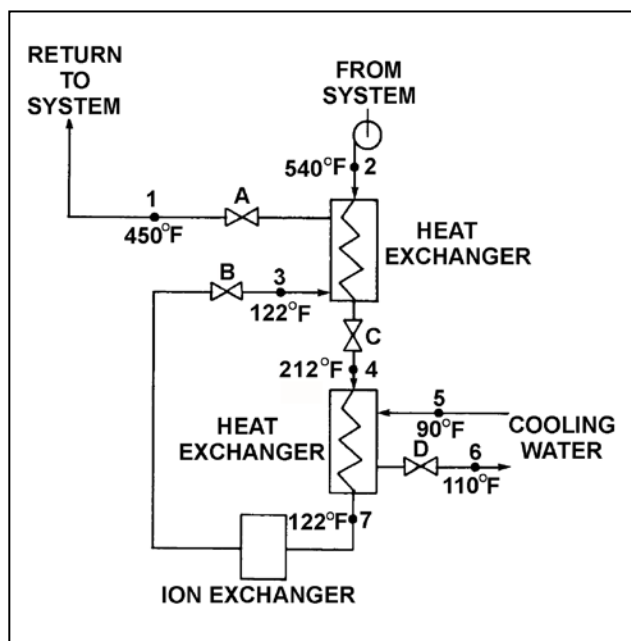 RETURN
TO
SYSTEM
FROM
SYSTEM
540°F
2
1
A
450°F
HEAT
EXCHANGER
B
3
122°F
C
212°F
4
HEAT
EXCHANGER
5
90°F
COOLING
WATER
D
6
110°F
122°F
7
ION EXCHANGER